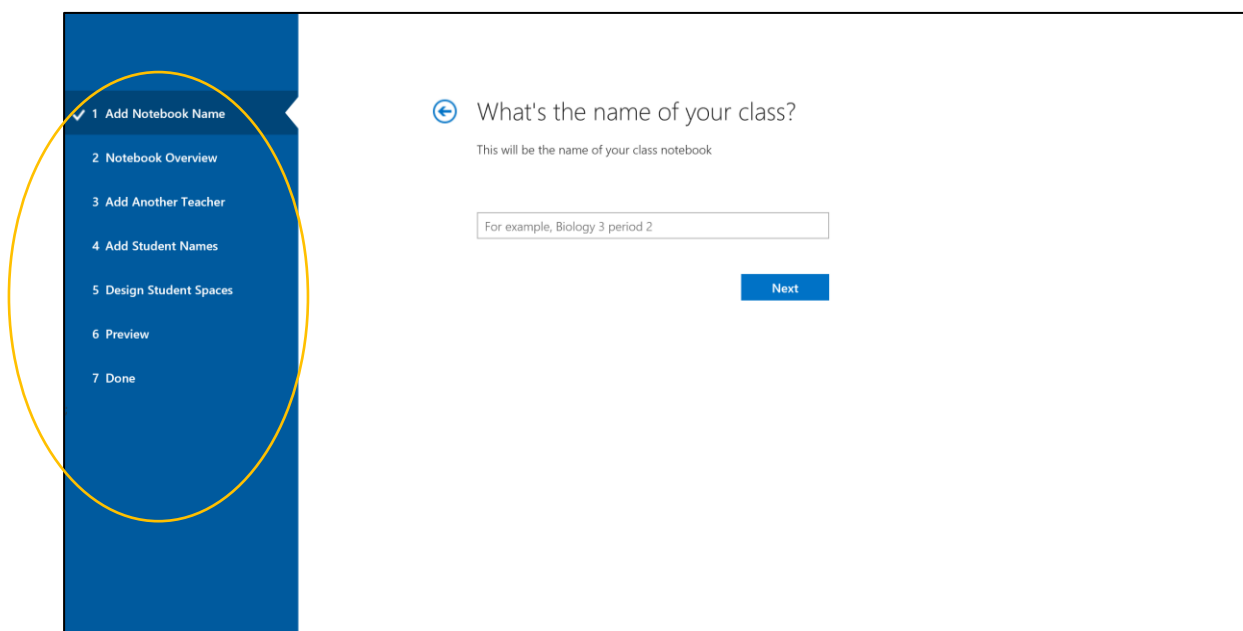 1 Add Notebook Name
2 Notebook Overview
3 Add Another Teacher
4 Add Student Names
5 Design Student Spaces
6 Preview
7 Done
What's the name of your class?
This will be the name of your class notebook
For example, Biology 3 period 2
Next